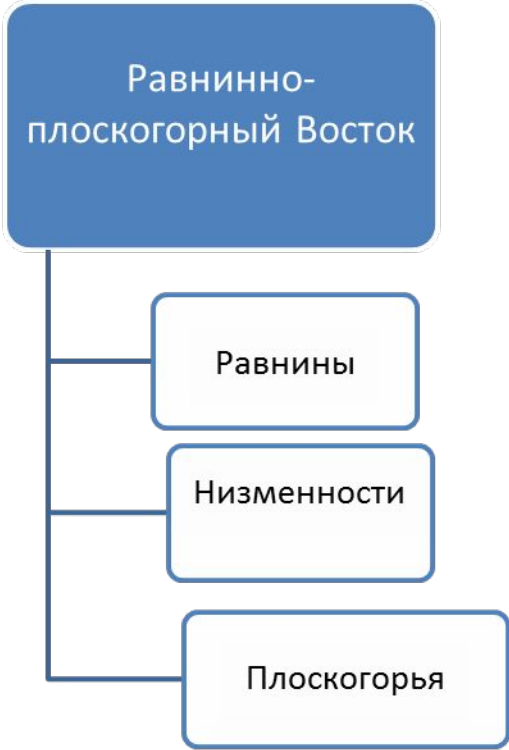 Равнинно-
плоскогорный Восток
Равнины
Низменности
Плоскогорья